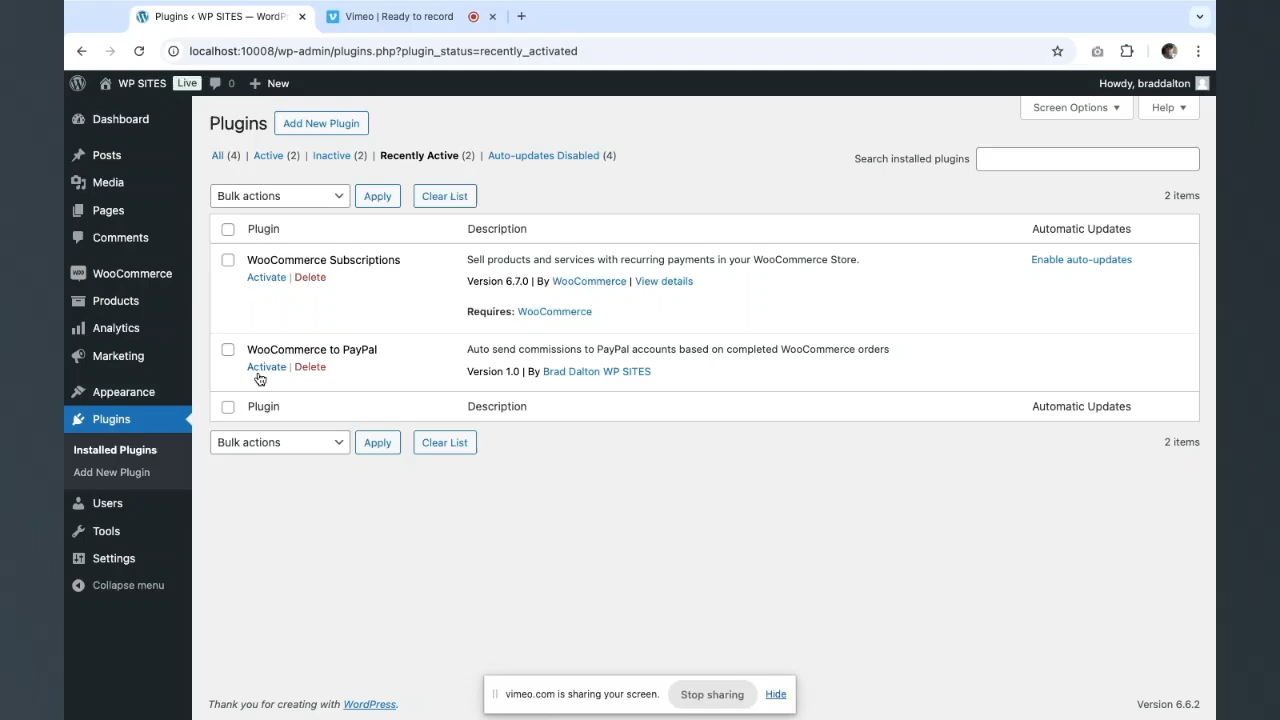 Plugins ‹ WP SITES — WordPr
Vimeo | Ready to record
localhost:10008/wp-admin/plugins.php?plugin_status=recently_activated
WP SITES Live 0 New
Howdy, braddalton
Dashboard
Posts
Media
Pages
Comments
WooCommerce
Products
Analytics
Marketing
Appearance
Plugins
Installed Plugins
Add New Plugin
Users
Tools
Settings
Collapse menu
Screen Options
Help
Plugins
Add New Plugin
All (4) | Active (2) | Inactive (2) | Recently Active (2) | Auto-updates Disabled (4)
Search installed plugins
Bulk actions
Apply
Clear List
2 items
Plugin Description Automatic Updates
WooCommerce Subscriptions
Activate | Delete
Sell products and services with recurring payments in your WooCommerce Store.
Version 6.7.0 | By WooCommerce | View details
Requires: WooCommerce
Enable auto-updates
WooCommerce to PayPal
Activate | Delete
Auto send commissions to PayPal accounts based on completed WooCommerce orders
Version 1.0 | By Brad Dalton WP SITES
Plugin Description Automatic Updates
Bulk actions
Apply
Clear List
2 items
vimeo.com is sharing your screen.
Stop sharing
Hide
Thank you for creating with WordPress.
Version 6.6.2